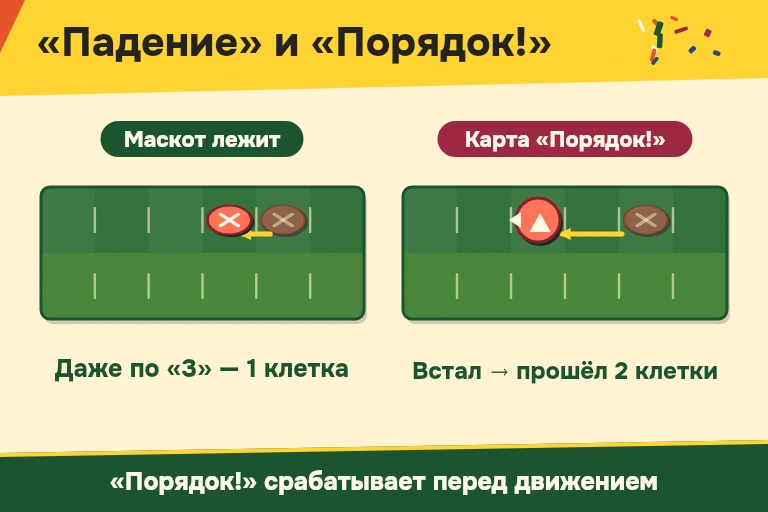 «Падение» и «Порядок!»
Маскот лежит
Карта «Порядок!»
Даже по «3» — 1 клетка
Встал → прошёл 2 клетки
«Порядок!» срабатывает перед движением